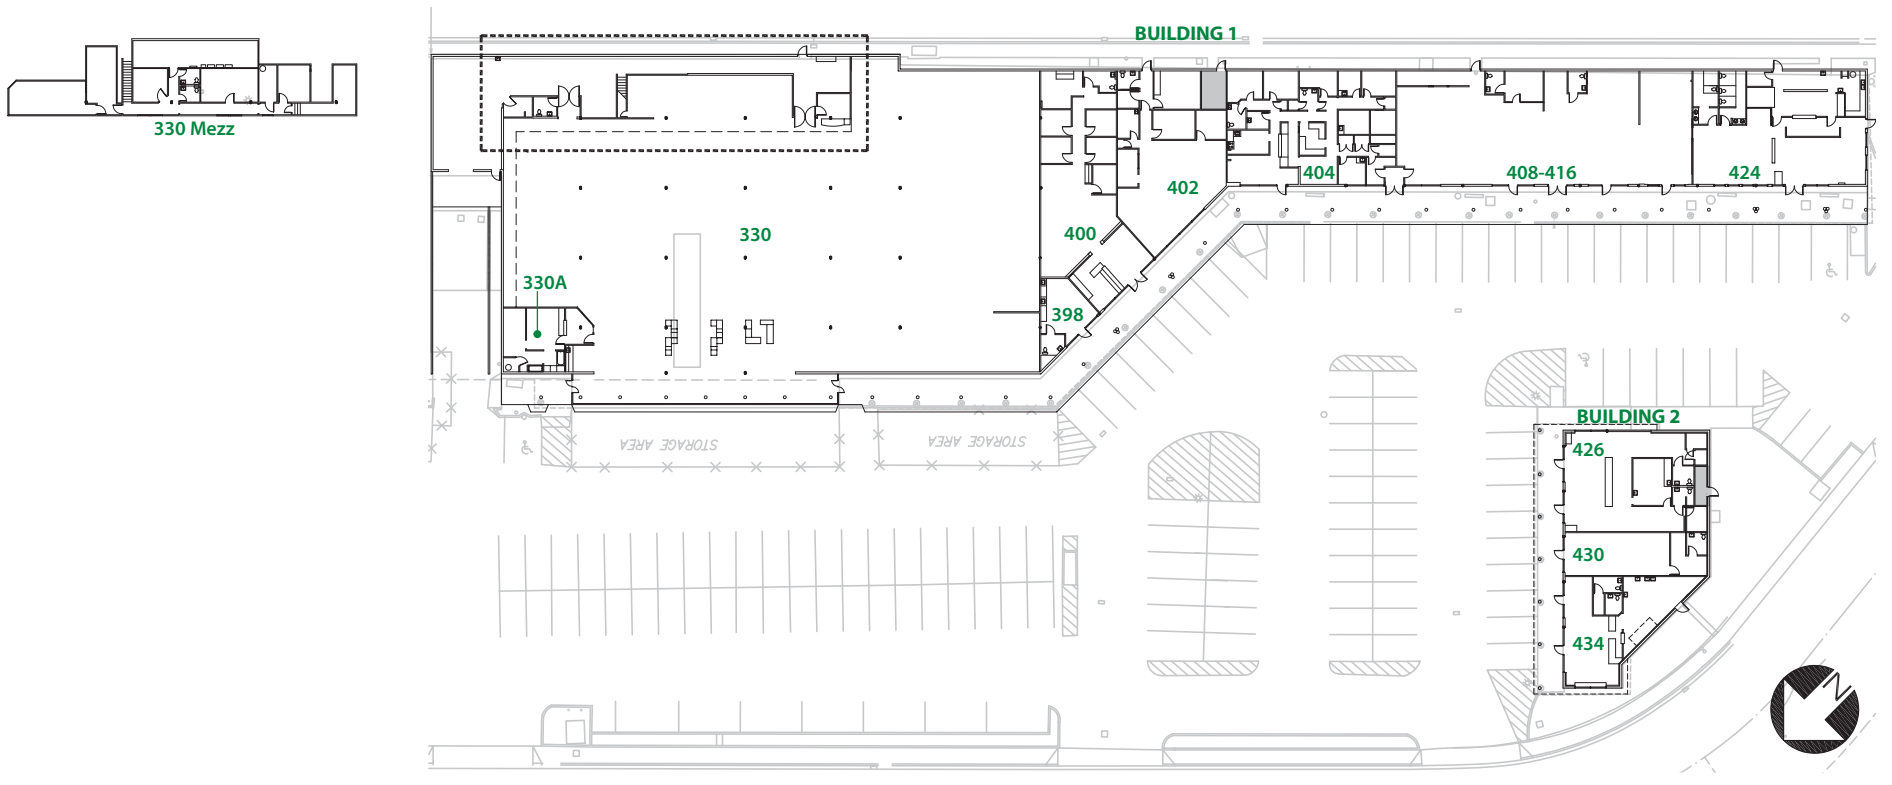 BUILDING 1
330 Mezz
404
408-416
424
402
330
400
330A
398
BUILDING 2
STORAGE AREA
STORAGE AREA
426
430
434
N